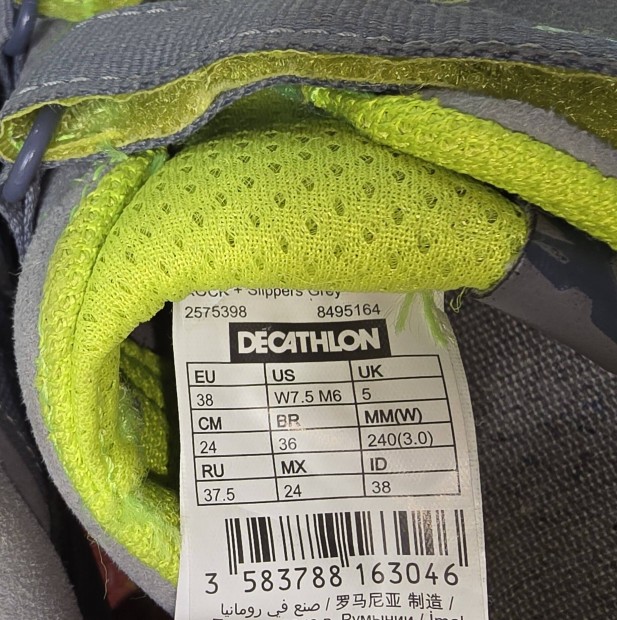 ROCK + Slippers Grey
2575398 8495164
DECATHLON
EU US UK
38 W7.5 M6 5
CM BR MM(W)
24 36 240(3.0)
RU MX ID
37.5 24 38
3 583788 163046
صنع في رومانيا / 罗马尼亚 制造 /